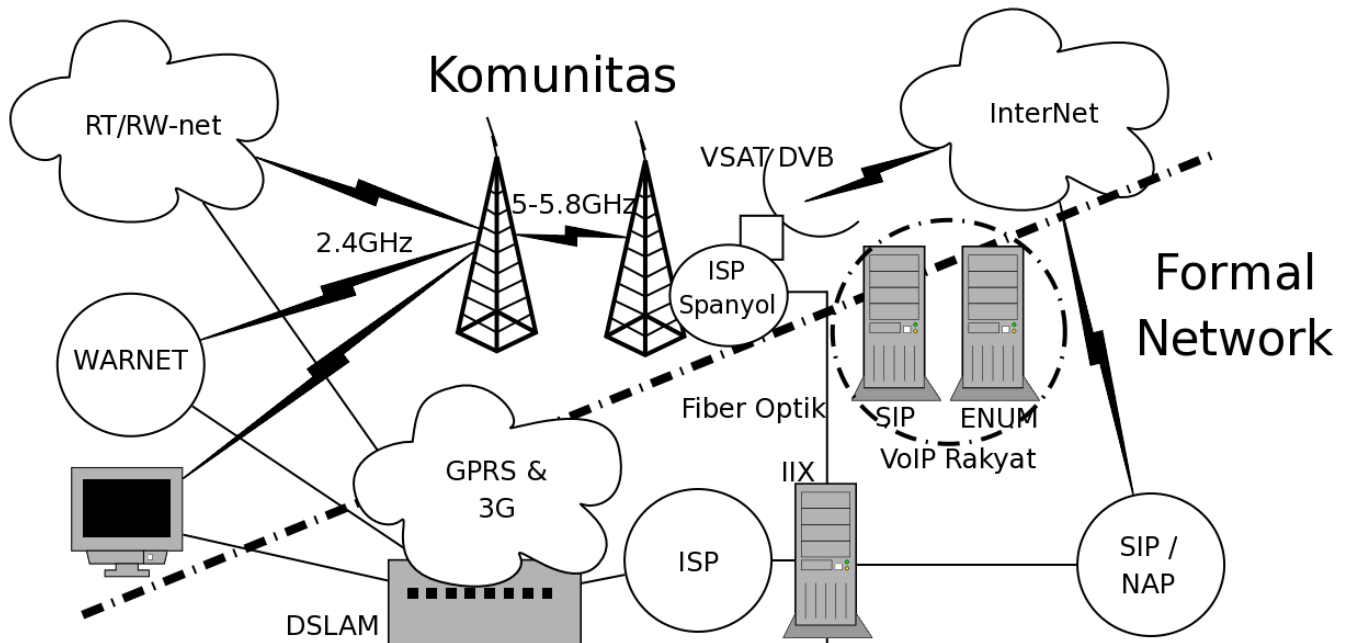 Komunitas
RT/RW-net
InterNet
VSAT DVB
5-5.8GHz
2.4GHz
ISP
Spanyol
Formal
Network
WARNET
Fiber Optik
SIP
ENUM
VoIP Rakyat
GPRS &
3G
IIX
ISP
SIP /
NAP
DSLAM